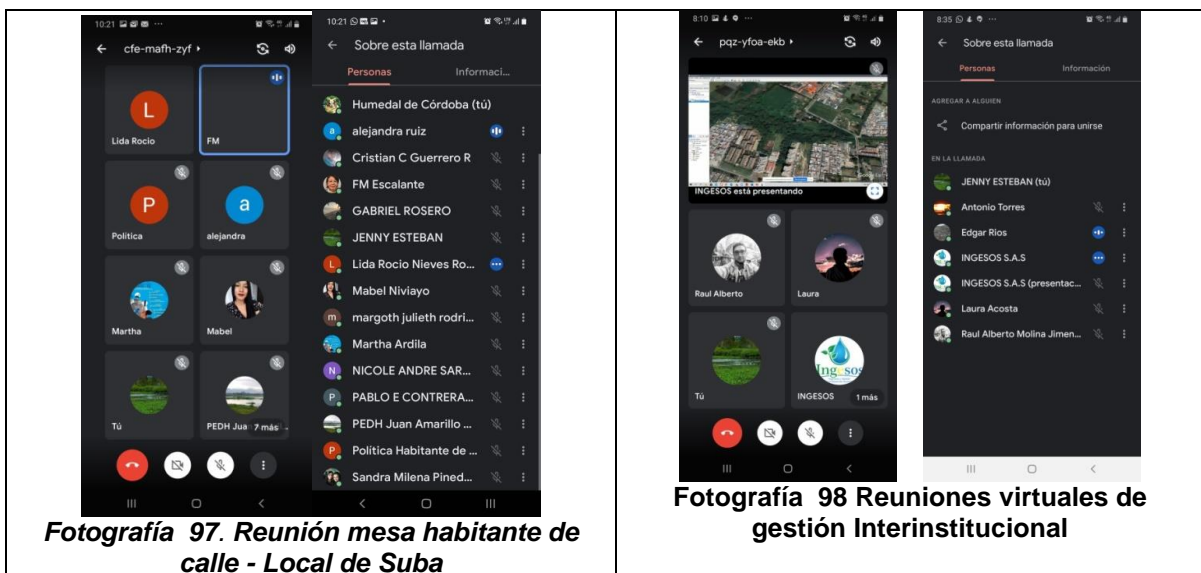 10:21
cfe-mafh-zyf
L
Lida Rocio
FM
P
Política
a
alejandra
Martha
Mabel
Tú
PEDH Jua
7 más
10:21
Sobre esta llamada
Personas
Informaci...
Humedal de Córdoba (tú)
a alejandra ruiz
Cristian C Guerrero R
FM Escalante
GABRIEL ROSERO
JENNY ESTEBAN
L Lida Rocio Nieves Ro...
Mabel Niviayo
m margoth julieth rodri...
Martha Ardila
N NICOLE ANDRE SAR...
P PABLO E CONTRERA...
PEDH Juan Amarillo ...
P Política Habitante de ...
Sandra Milena Pined...
Fotografía 97. Reunión mesa habitante de
calle - Local de Suba
8:10
pqz-yfoa-ekb
INGESOS está presentando
Raul Alberto
Laura
Tú
Ingesos
INGESOS
1 más
8:35
Sobre esta llamada
Personas
Información
AGREGAR A ALGUIEN
Compartir información para unirse
EN LA LLAMADA
JENNY ESTEBAN (tú)
Antonio Torres
Edgar Rios
INGESOS S.A.S
INGESOS S.A.S (presentac...
Laura Acosta
Raul Alberto Molina Jimen...
Fotografía 98 Reuniones virtuales de
gestión Interinstitucional